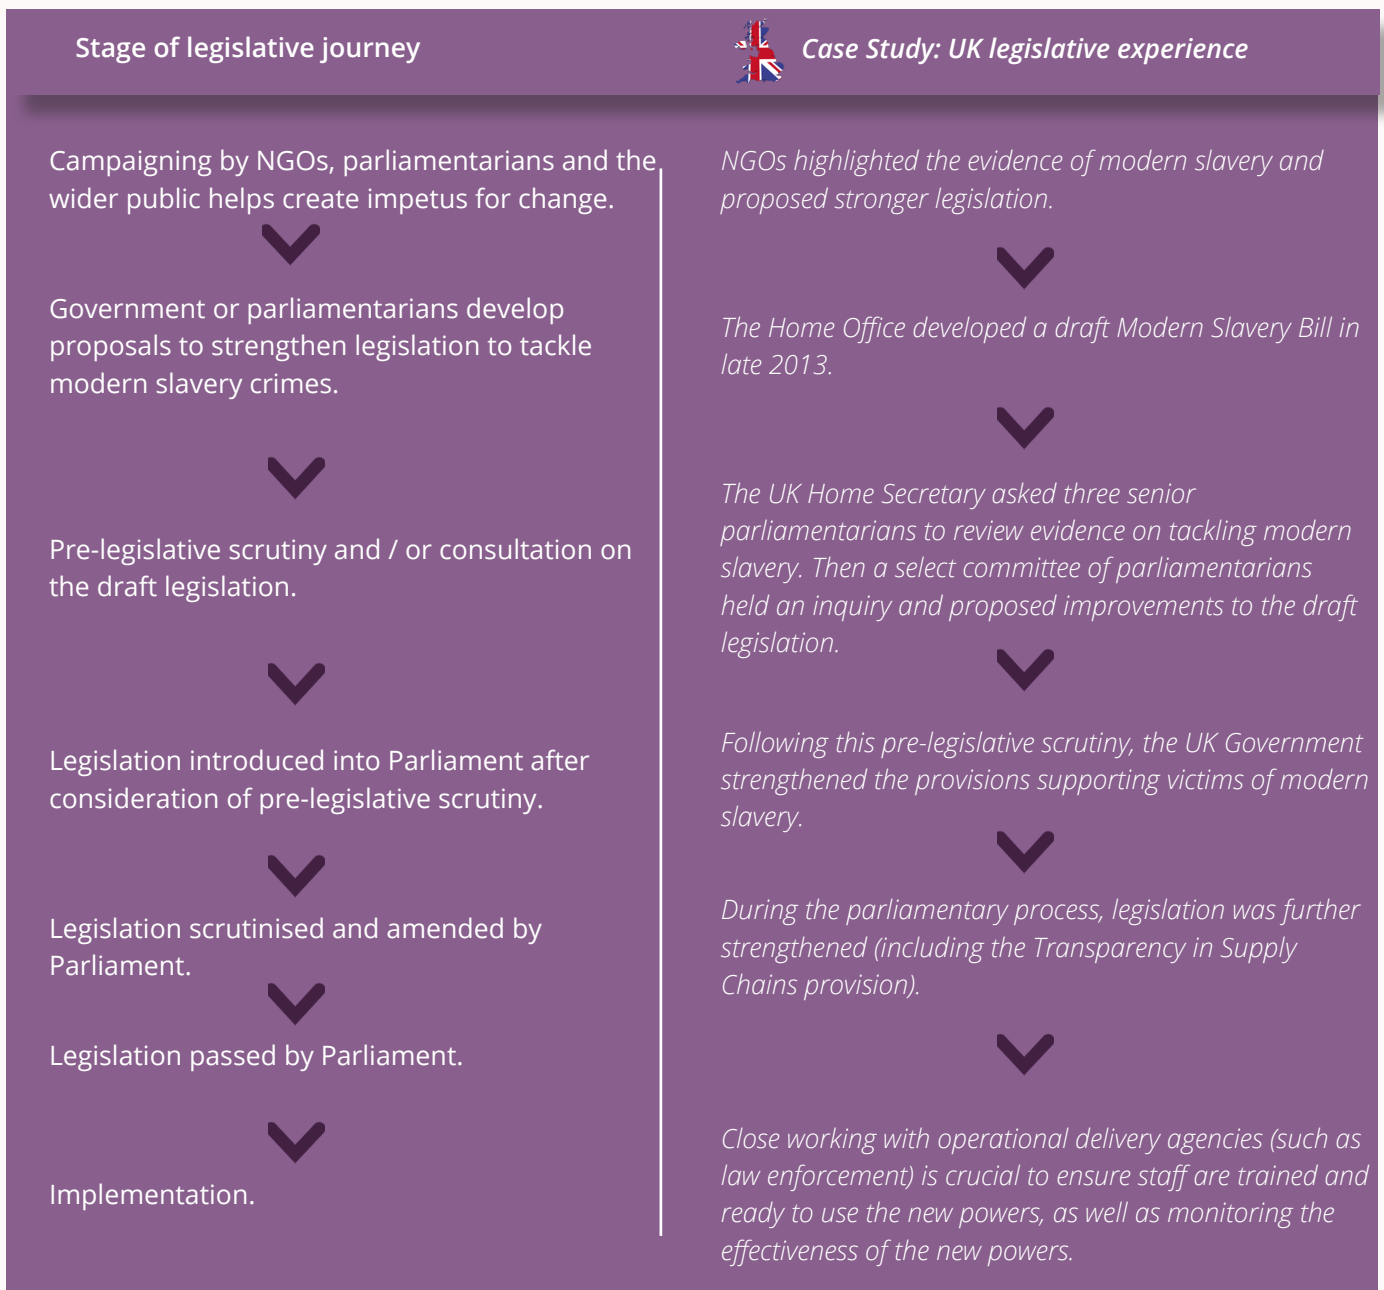 Stage of legislative journey
Case Study: UK legislative experience
Campaigning by NGOs, parliamentarians and the
wider public helps create impetus for change.
NGOs highlighted the evidence of modern slavery and
proposed stronger legislation.
Government or parliamentarians develop
proposals to strengthen legislation to tackle
modern slavery crimes.
The Home Office developed a draft Modern Slavery Bill in
late 2013.
Pre-legislative scrutiny and / or consultation on
the draft legislation.
The UK Home Secretary asked three senior
parliamentarians to review evidence on tackling modern
slavery. Then a select committee of parliamentarians
held an inquiry and proposed improvements to the draft
legislation.
Legislation introduced into Parliament after
consideration of pre-legislative scrutiny.
Following this pre-legislative scrutiny, the UK Government
strengthened the provisions supporting victims of modern
slavery.
Legislation scrutinised and amended by
Parliament.
During the parliamentary process, legislation was further
strengthened (including the Transparency in Supply
Chains provision).
Legislation passed by Parliament.
Implementation.
Close working with operational delivery agencies (such as
law enforcement) is crucial to ensure staff are trained and
ready to use the new powers, as well as monitoring the
effectiveness of the new powers.